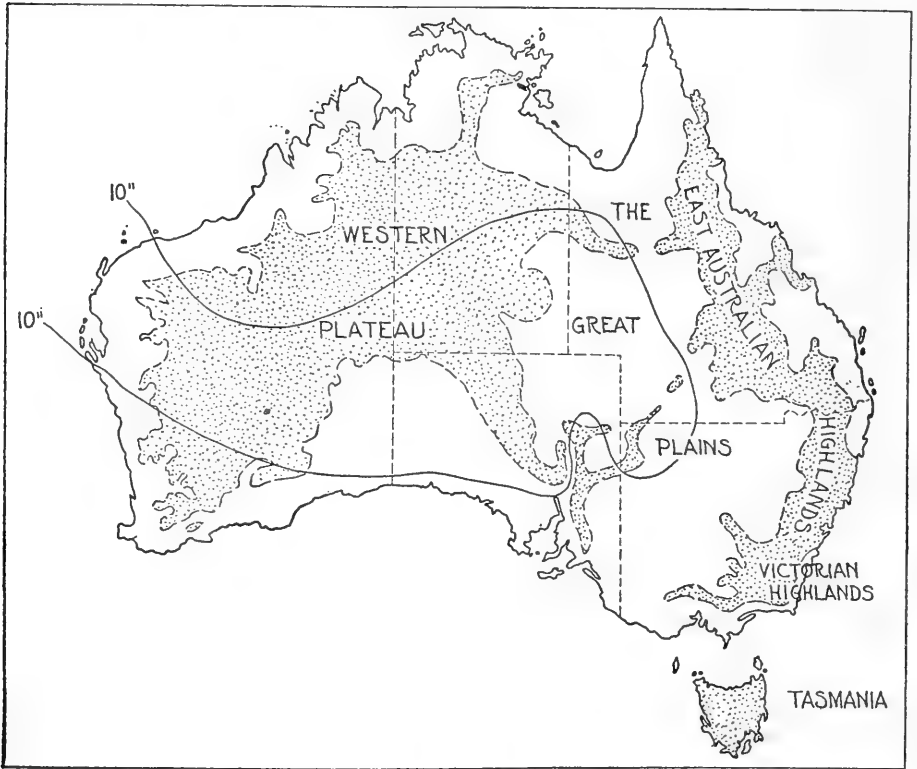 10"
THE
EAST AUSTRALIAN
WESTERN
10"
PLATEAU
GREAT
PLAINS
HIGHLANDS
VICTORIAN
HIGHLANDS
TASMANIA